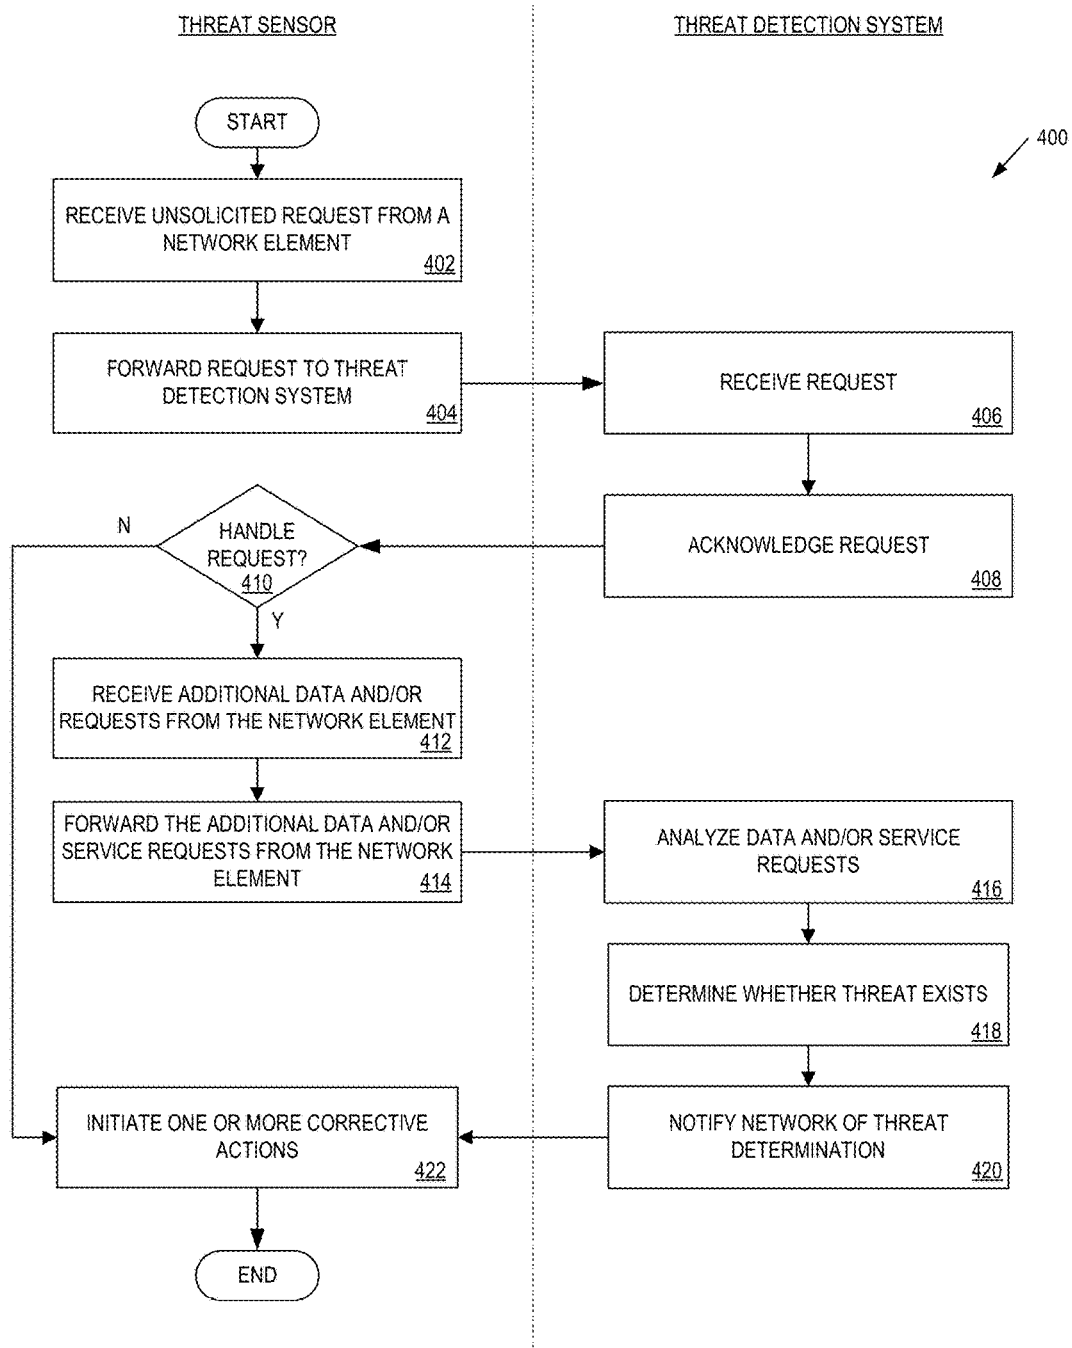 THREAT SENSOR
THREAT DETECTION SYSTEM
START
400
RECEIVE UNSOLICITED REQUEST FROM A
NETWORK ELEMENT
402
FORWARD REQUEST TO THREAT
DETECTION SYSTEM
404
RECEIVE REQUEST
406
N
HANDLE
REQUEST?
410
Y
ACKNOWLEDGE REQUEST
408
RECEIVE ADDITIONAL DATA AND/OR
REQUESTS FROM THE NETWORK ELEMENT
412
FORWARD THE ADDITIONAL DATA AND/OR
SERVICE REQUESTS FROM THE NETWORK
ELEMENT
414
ANALYZE DATA AND/OR SERVICE
REQUESTS
416
DETERMINE WHETHER THREAT EXISTS
418
INITIATE ONE OR MORE CORRECTIVE
ACTIONS
422
NOTIFY NETWORK OF THREAT
DETERMINATION
420
END